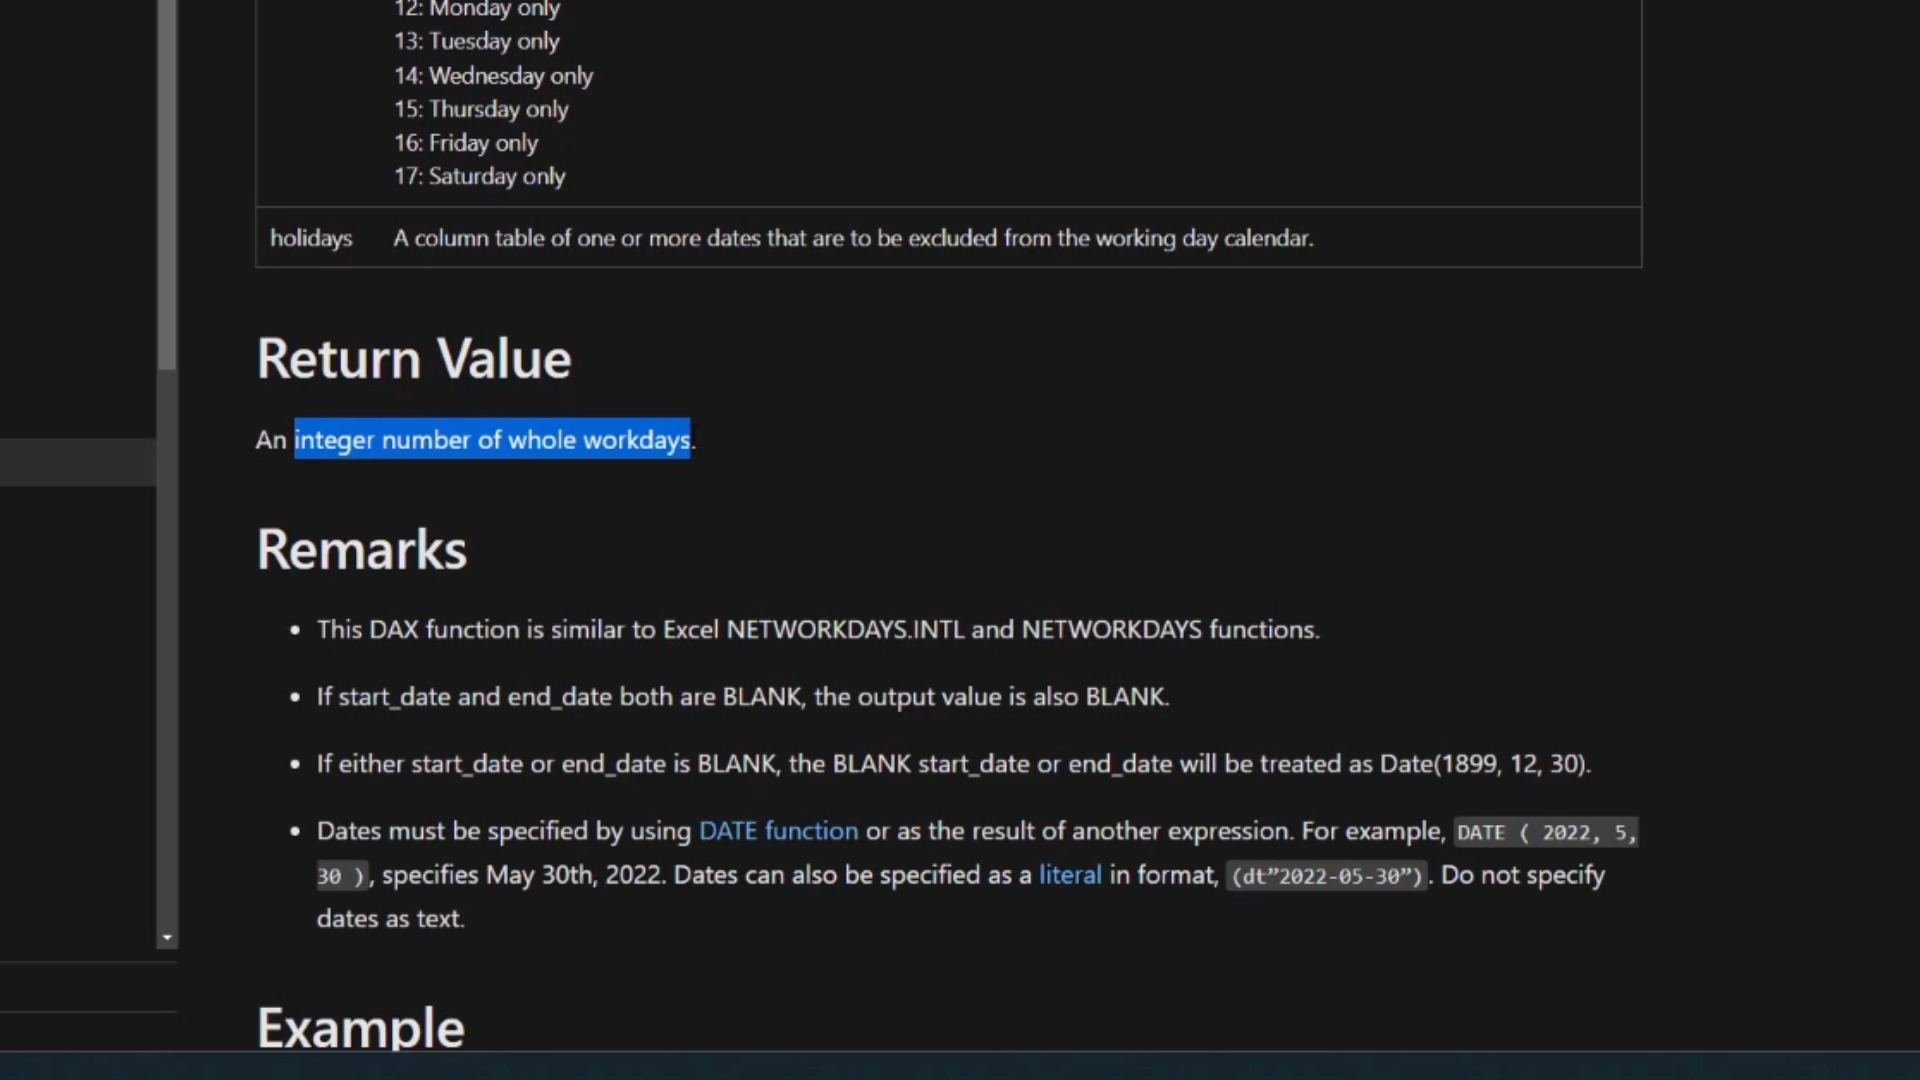 12: Monday only
13: Tuesday only
14: Wednesday only
15: Thursday only
16: Friday only
17: Saturday only
holidays A column table of one or more dates that are to be excluded from the working day calendar.
Return Value
An integer number of whole workdays.
Remarks
• This DAX function is similar to Excel NETWORKDAYS.INTL and NETWORKDAYS functions.
• If start_date and end_date both are BLANK, the output value is also BLANK.
• If either start_date or end_date is BLANK, the BLANK start_date or end_date will be treated as Date(1899, 12, 30).
• Dates must be specified by using DATE function or as the result of another expression. For example, DATE ( 2022, 5,
30 ), specifies May 30th, 2022. Dates can also be specified as a literal in format, (dt”2022-05-30”). Do not specify
dates as text.
Example